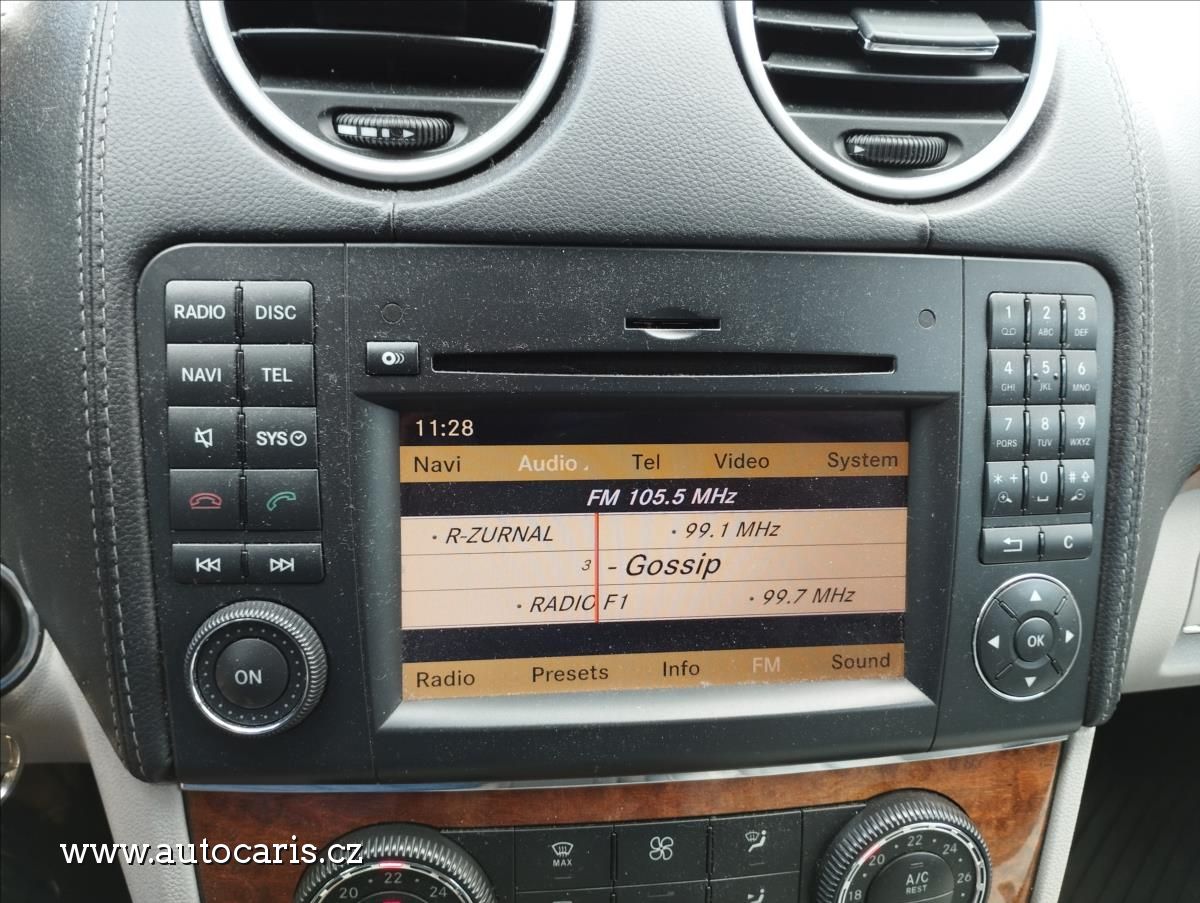 RADIO DISC
NAVI TEL
SYS
ON
11:28
Navi Audio Tel Video System
FM 105.5 MHz
• R-ZURNAL • 99.1 MHz
3 - Gossip
• RADIO F1 • 99.7 MHz
Radio Presets Info FM Sound
1 2 3
ABC DEF
4 5 6
GHI JKL MNO
7 8 9
PQRS TUV WXYZ
* + 0 #
C
OK
MAX
20 22 24
18 20 22 24 26
A/C
REST
www.autocaris.cz